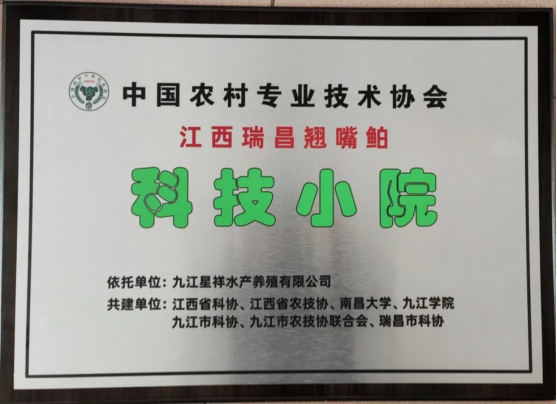 中国农村专业技术协会
江西瑞昌翘嘴鲌
科技小院
依托单位：九江星祥水产养殖有限公司
共建单位：江西省科协、江西省农技协、南昌大学、九江学院
九江市科协、九江市农技协联合会、瑞昌市科协